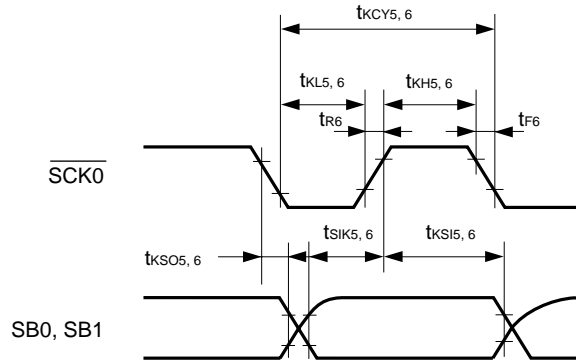 tKCY5, 6
tKL5, 6
tKH5, 6
tR6
tF6
SCK0
tSIK5, 6
tKSI5, 6
tKSO5, 6
SB0, SB1